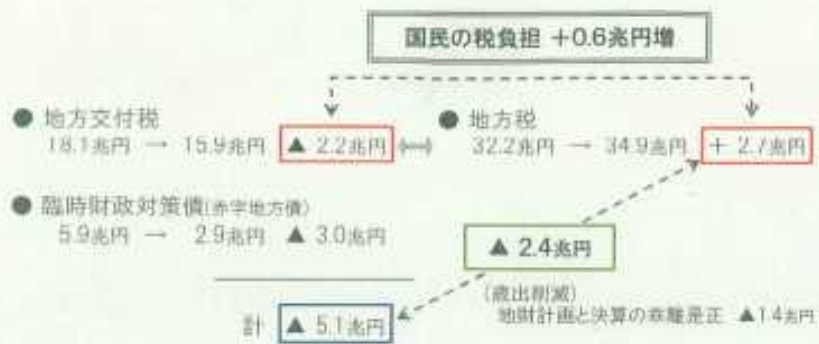 国民の税負担 +0.6兆円増
● 地方交付税
18.1兆円 → 15.9兆円 ▲ 2.2兆円
● 地方税
32.2兆円 → 34.9兆円 + 2.7兆円
● 臨時財政対策債(赤字地方債)
5.9兆円 → 2.9兆円 ▲ 3.0兆円
▲ 2.4兆円
(歳出削減)
地財計画と決算の乖離是正 ▲1.4兆円
計 ▲ 5.1兆円